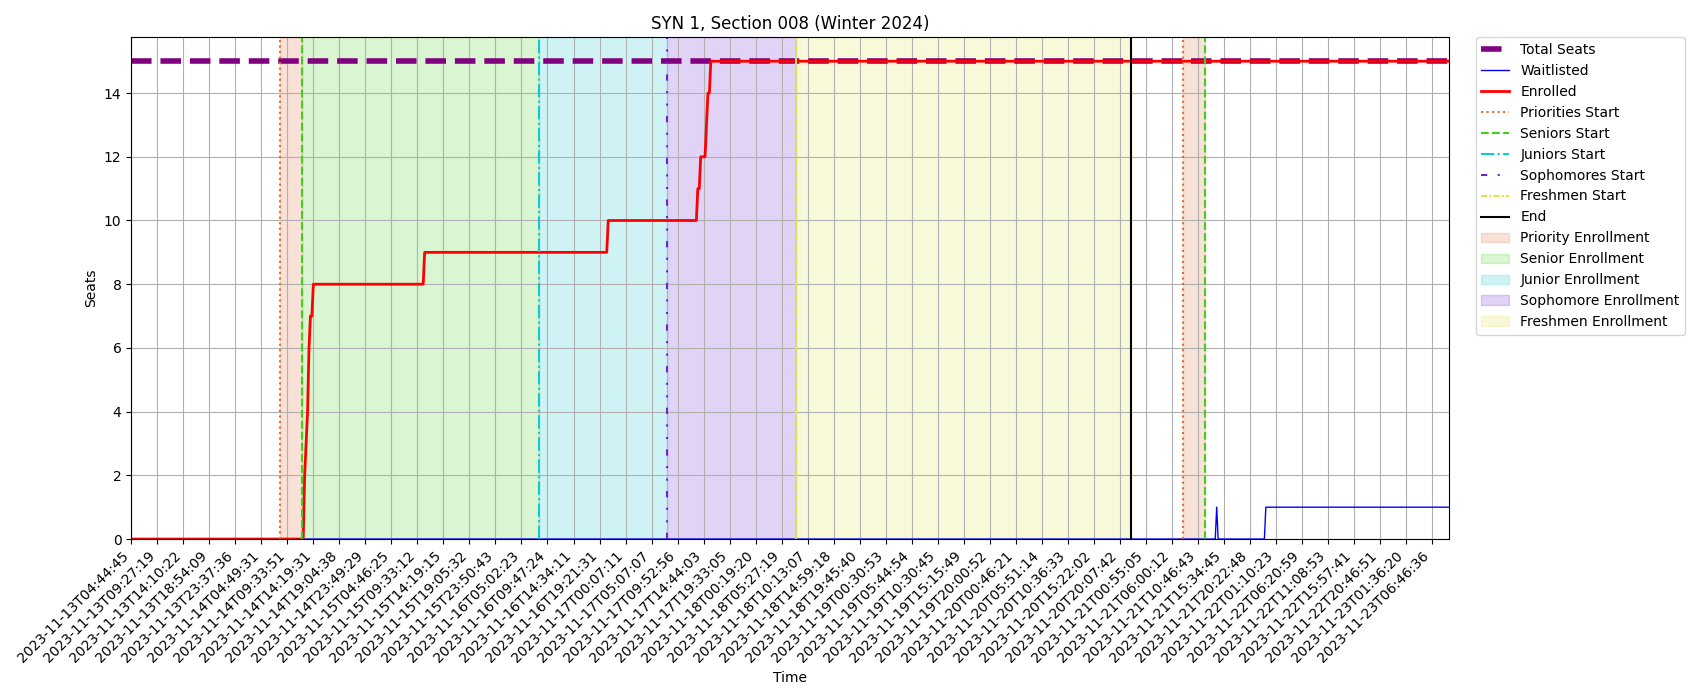 SYN 1, Section 008 (Winter 2024)
Total Seats
Waitlisted
Enrolled
Priorities Start
Seniors Start
Juniors Start
Sophomores Start
Freshmen Start
End
Priority Enrollment
Senior Enrollment
Junior Enrollment
Sophomore Enrollment
Freshmen Enrollment
Seats
14
12
10
8
6
4
2
0
2023-11-13T04:44:45
2023-11-13T09:27:19
2023-11-13T14:10:22
2023-11-13T18:54:09
2023-11-13T23:37:36
2023-11-14T04:49:31
2023-11-14T09:33:51
2023-11-14T14:19:31
2023-11-14T19:04:38
2023-11-14T23:49:29
2023-11-15T04:46:25
2023-11-15T09:33:12
2023-11-15T14:19:15
2023-11-15T19:05:32
2023-11-15T23:50:43
2023-11-16T05:02:23
2023-11-16T09:47:24
2023-11-16T14:34:11
2023-11-16T19:21:37
2023-11-17T00:07:11
2023-11-17T05:07:07
2023-11-17T09:52:56
2023-11-17T14:44:03
2023-11-17T19:33:05
2023-11-18T00:19:20
2023-11-18T05:27:19
2023-11-18T10:13:07
2023-11-18T14:59:18
2023-11-18T19:45:40
2023-11-19T00:30:53
2023-11-19T05:44:54
2023-11-19T10:30:45
2023-11-19T15:15:49
2023-11-19T20:00:52
2023-11-20T00:46:21
2023-11-20T05:51:14
2023-11-20T10:36:33
2023-11-20T15:22:02
2023-11-20T20:07:42
2023-11-21T00:55:05
2023-11-21T06:00:12
2023-11-21T10:46:43
2023-11-21T15:34:45
2023-11-21T20:22:48
2023-11-22T01:10:23
2023-11-22T06:20:59
2023-11-22T11:08:53
2023-11-22T15:57:41
2023-11-22T20:46:51
2023-11-23T01:36:20
2023-11-23T06:46:36
Time